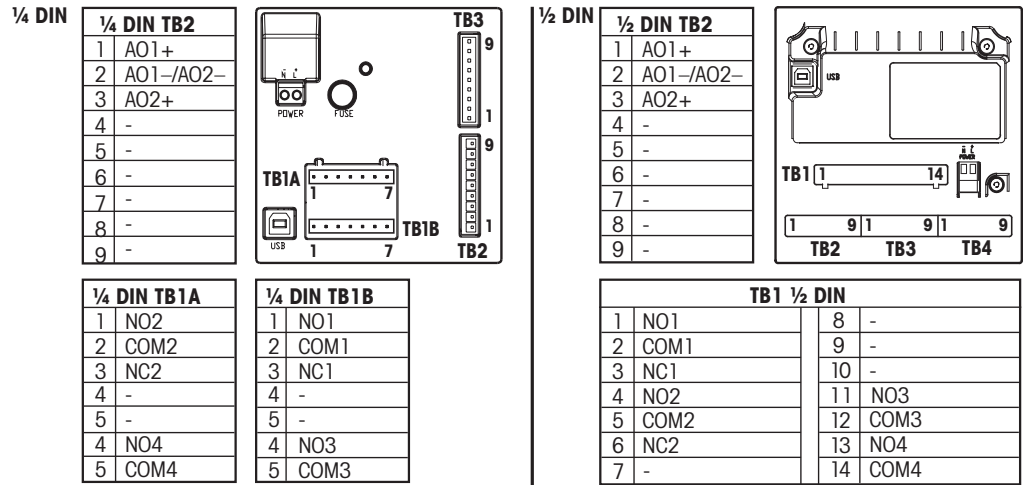 ¼ DIN
¼ DIN TB2
1 AO1+
2 AO1–/AO2–
3 AO2+
4 -
5 -
6 -
7 -
8 -
9 -
N L
POWER
FUSE
TB3
9
1
9
1
TB2
TB1A
1 7
TB1B
1 7
USB
¼ DIN TB1A
1 NO2
2 COM2
3 NC2
4 -
5 -
4 NO4
5 COM4
¼ DIN TB1B
1 NO1
2 COM1
3 NC1
4 -
5 -
4 NO3
5 COM3
½ DIN
½ DIN TB2
1 AO1+
2 AO1–/AO2–
3 AO2+
4 -
5 -
6 -
7 -
8 -
9 -
USB
N L
POWER
TB1 1 14
1 9 1 9 1 9
TB2 TB3 TB4
TB1 ½ DIN
1 NO1 8 -
2 COM1 9 -
3 NC1 10 -
4 NO2 11 NO3
5 COM2 12 COM3
6 NC2 13 NO4
7 - 14 COM4